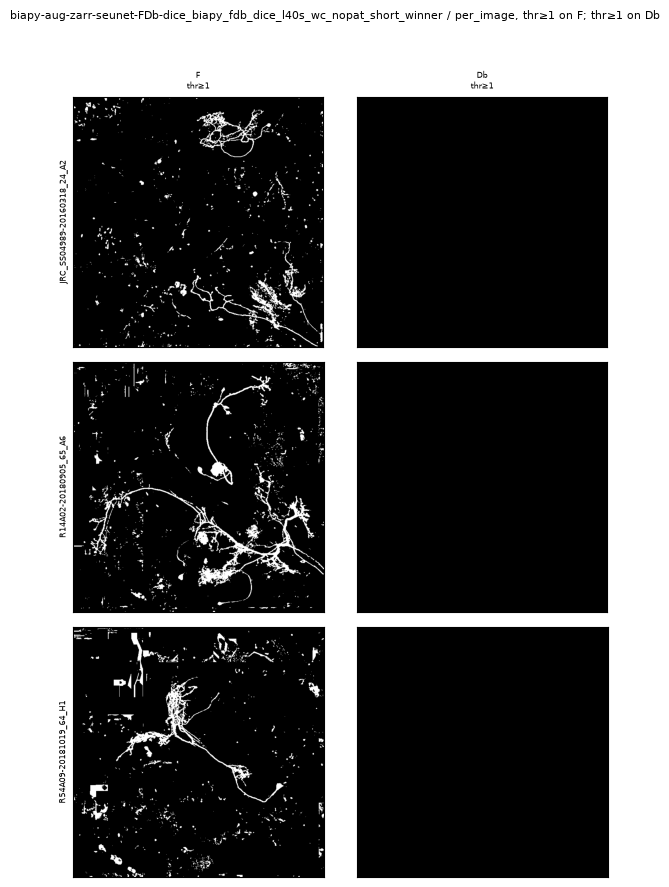 biapy-aug-zarr-seunet-FDb-dice_biapy_fdb_dice_l40s_wc_nopat_short_winner / per_image, thr≥1 on F; thr≥1 on Db
F
thr≥1
Db
thr≥1
JRC_SS04989-20160318_24_A2
R14A02-20180905_65_A6
R54A09-20181019_64_H1